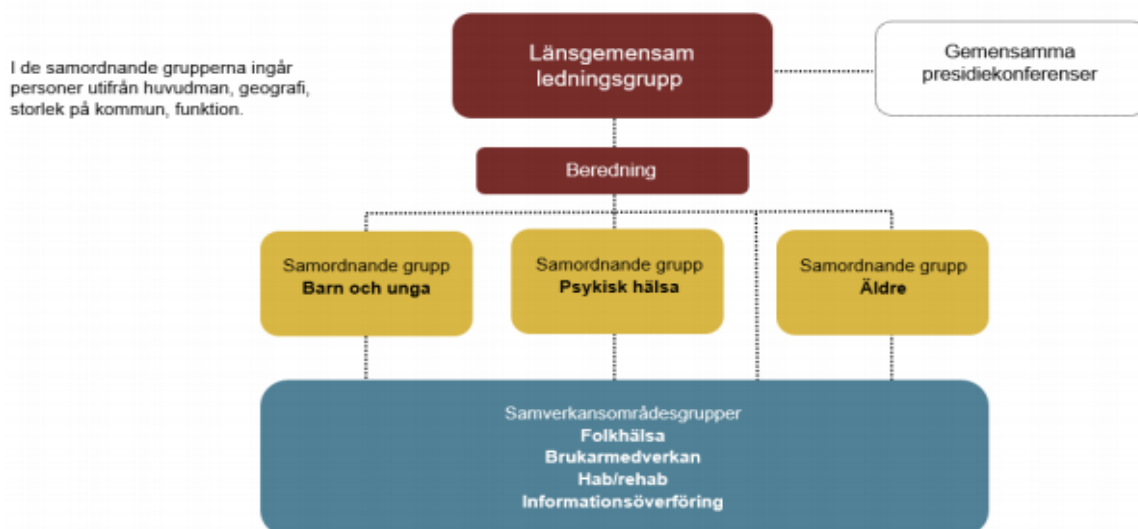 I de samordnande grupperna ingår
personer utifrån huvudman, geografi,
storlek på kommun, funktion.
Länsgemensam
ledningsgrupp
Gemensamma
presidiekonferenser
Beredning
Samordnande grupp
Barn och unga
Samordnande grupp
Psykisk hälsa
Samordnande grupp
Äldre
Samverkansområdesgrupper
Folkhälsa
Brukarmedverkan
Hab/rehab
Informationsöverföring